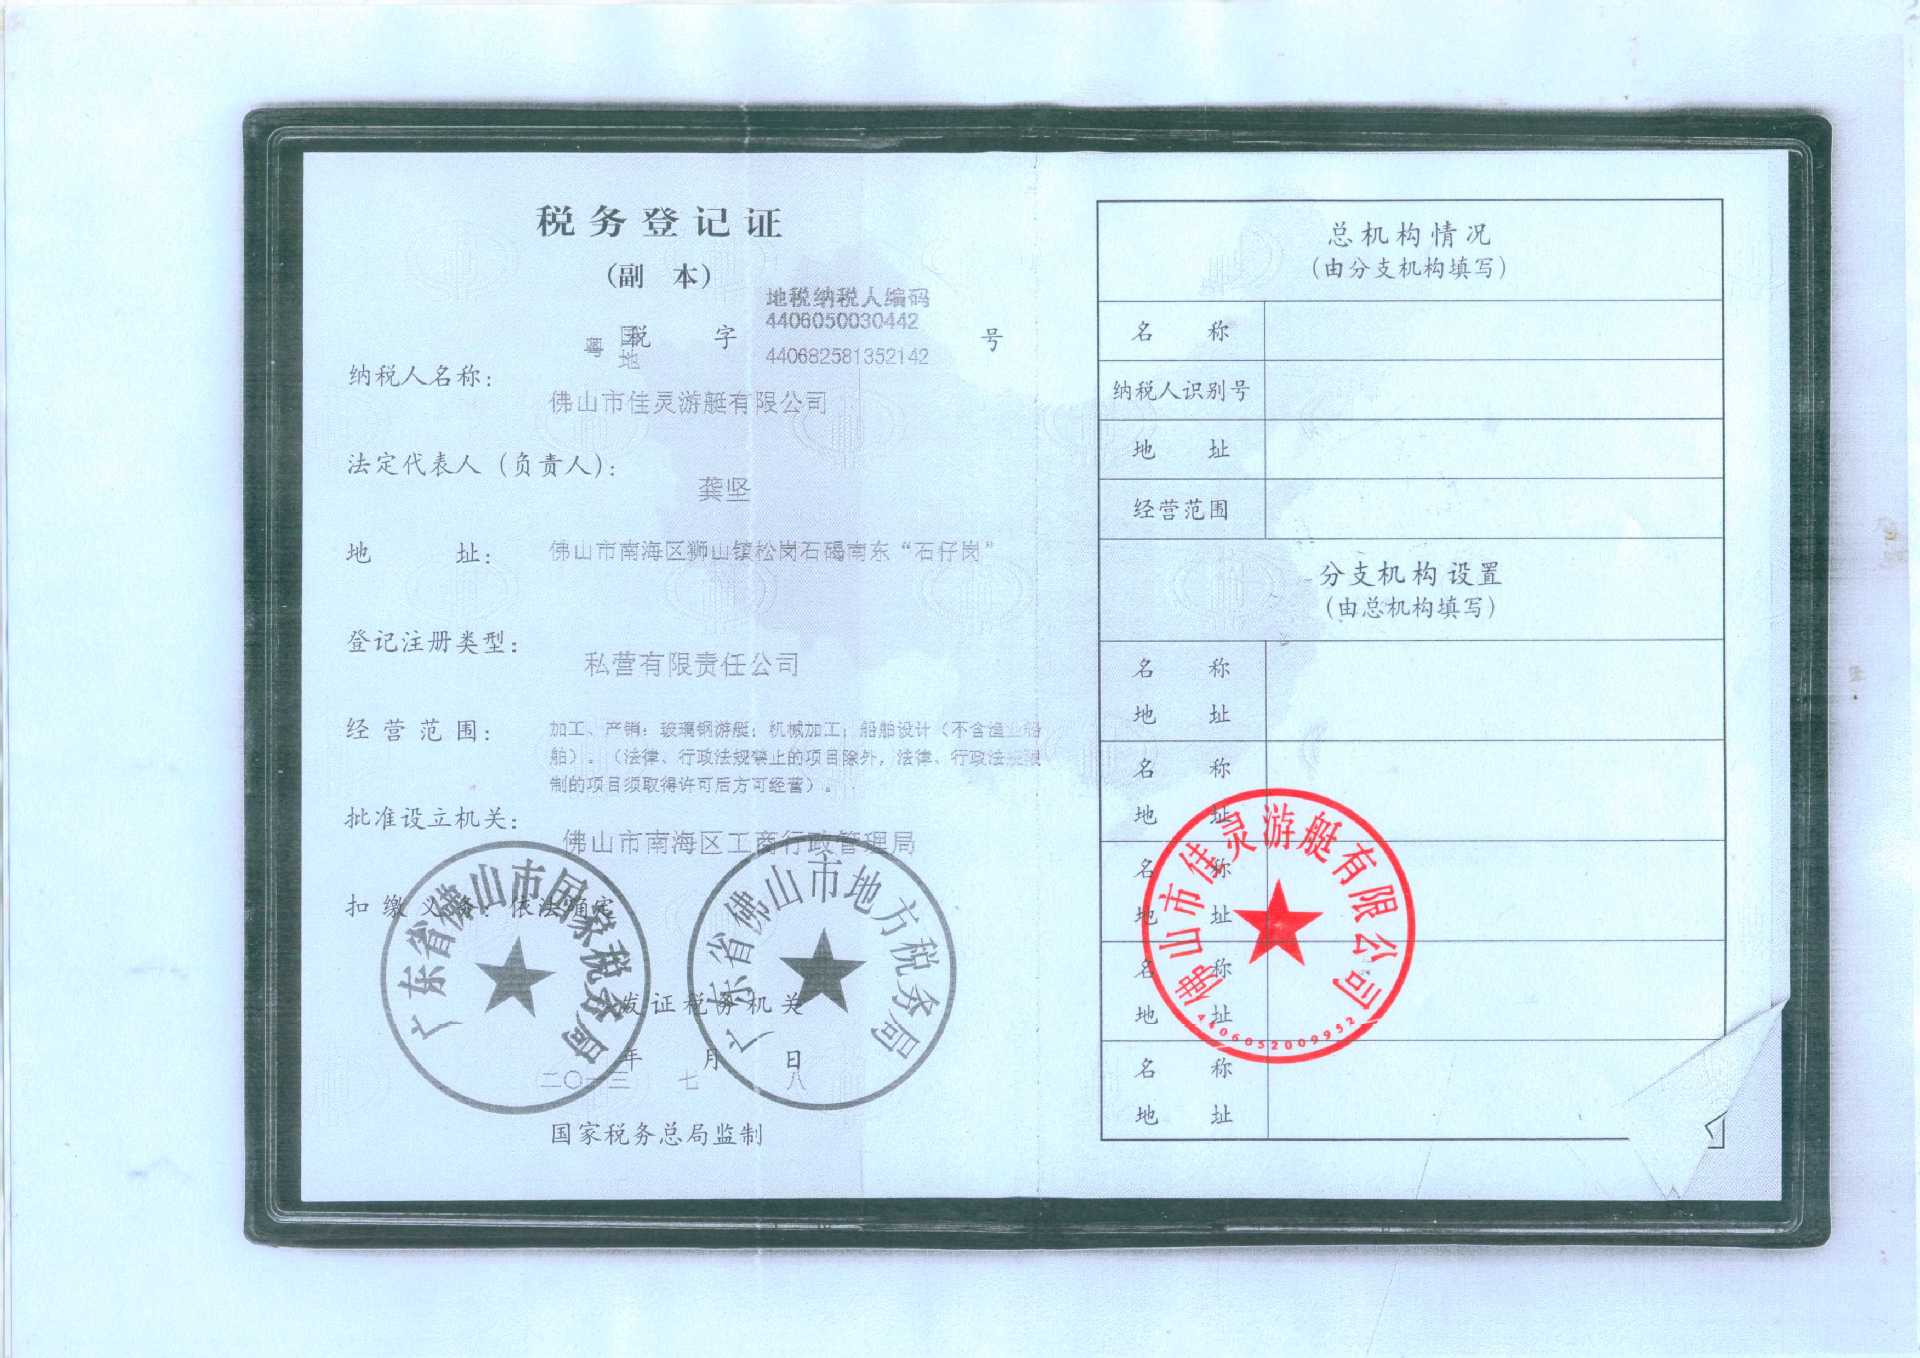 税务登记证
(副 本)
地税纳税人编码
4406050030442
粤 国 税 字 号
地
440682581352142
纳税人名称:
佛山市佳灵游艇有限公司
法定代表人(负责人):
龚坚
地 址: 佛山市南海区狮山镇松岗石碣南东“石仔岗”
登记注册类型:
私营有限责任公司
经营范围: 加工、产销:玻璃钢游艇;机械加工;船舶设计(不含渔业船
舶)。(法律、行政法规禁止的项目除外,法律、行政法规限
制的项目须取得许可后方可经营)。
批准设立机关:
佛山市南海区工商行政管理局
扣缴义务: 依法确定
广东省佛山市国家税务局
广东省佛山市地方税务局
发证税务机关
年 月 日
二〇一三 七 八
国家税务总局监制
总机构情况
(由分支机构填写)
名 称
纳税人识别号
地 址
经营范围
分支机构设置
(由总机构填写)
名 称
地 址
名 称
地 址
名 称
地 址
名 称
地 址
名 称
地 址
佛山市佳灵游艇有限公司
4406052009952